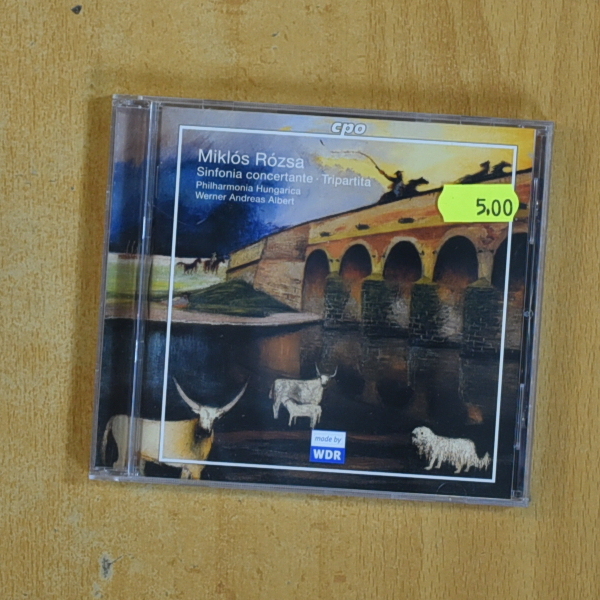 cpo
Miklós Rózsa
Sinfonia concertante · Tripartita
Philharmonia Hungarica
Werner Andreas Albert
5,00
made by
WDR